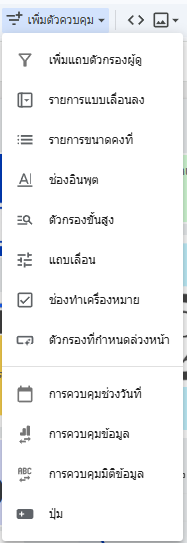 เพิ่มตัวควบคุม
เพิ่มแถบตัวกรองผู้ดู
รายการแบบเลื่อนลง
รายการขนาดคงที่
ช่องอินพุต
ตัวกรองขั้นสูง
แถบเลื่อน
ช่องทำเครื่องหมาย
ตัวกรองที่กำหนดล่วงหน้า
การควบคุมช่วงวันที่
การควบคุมข้อมูล
ABC
การควบคุมมิติข้อมูล
ปุ่ม